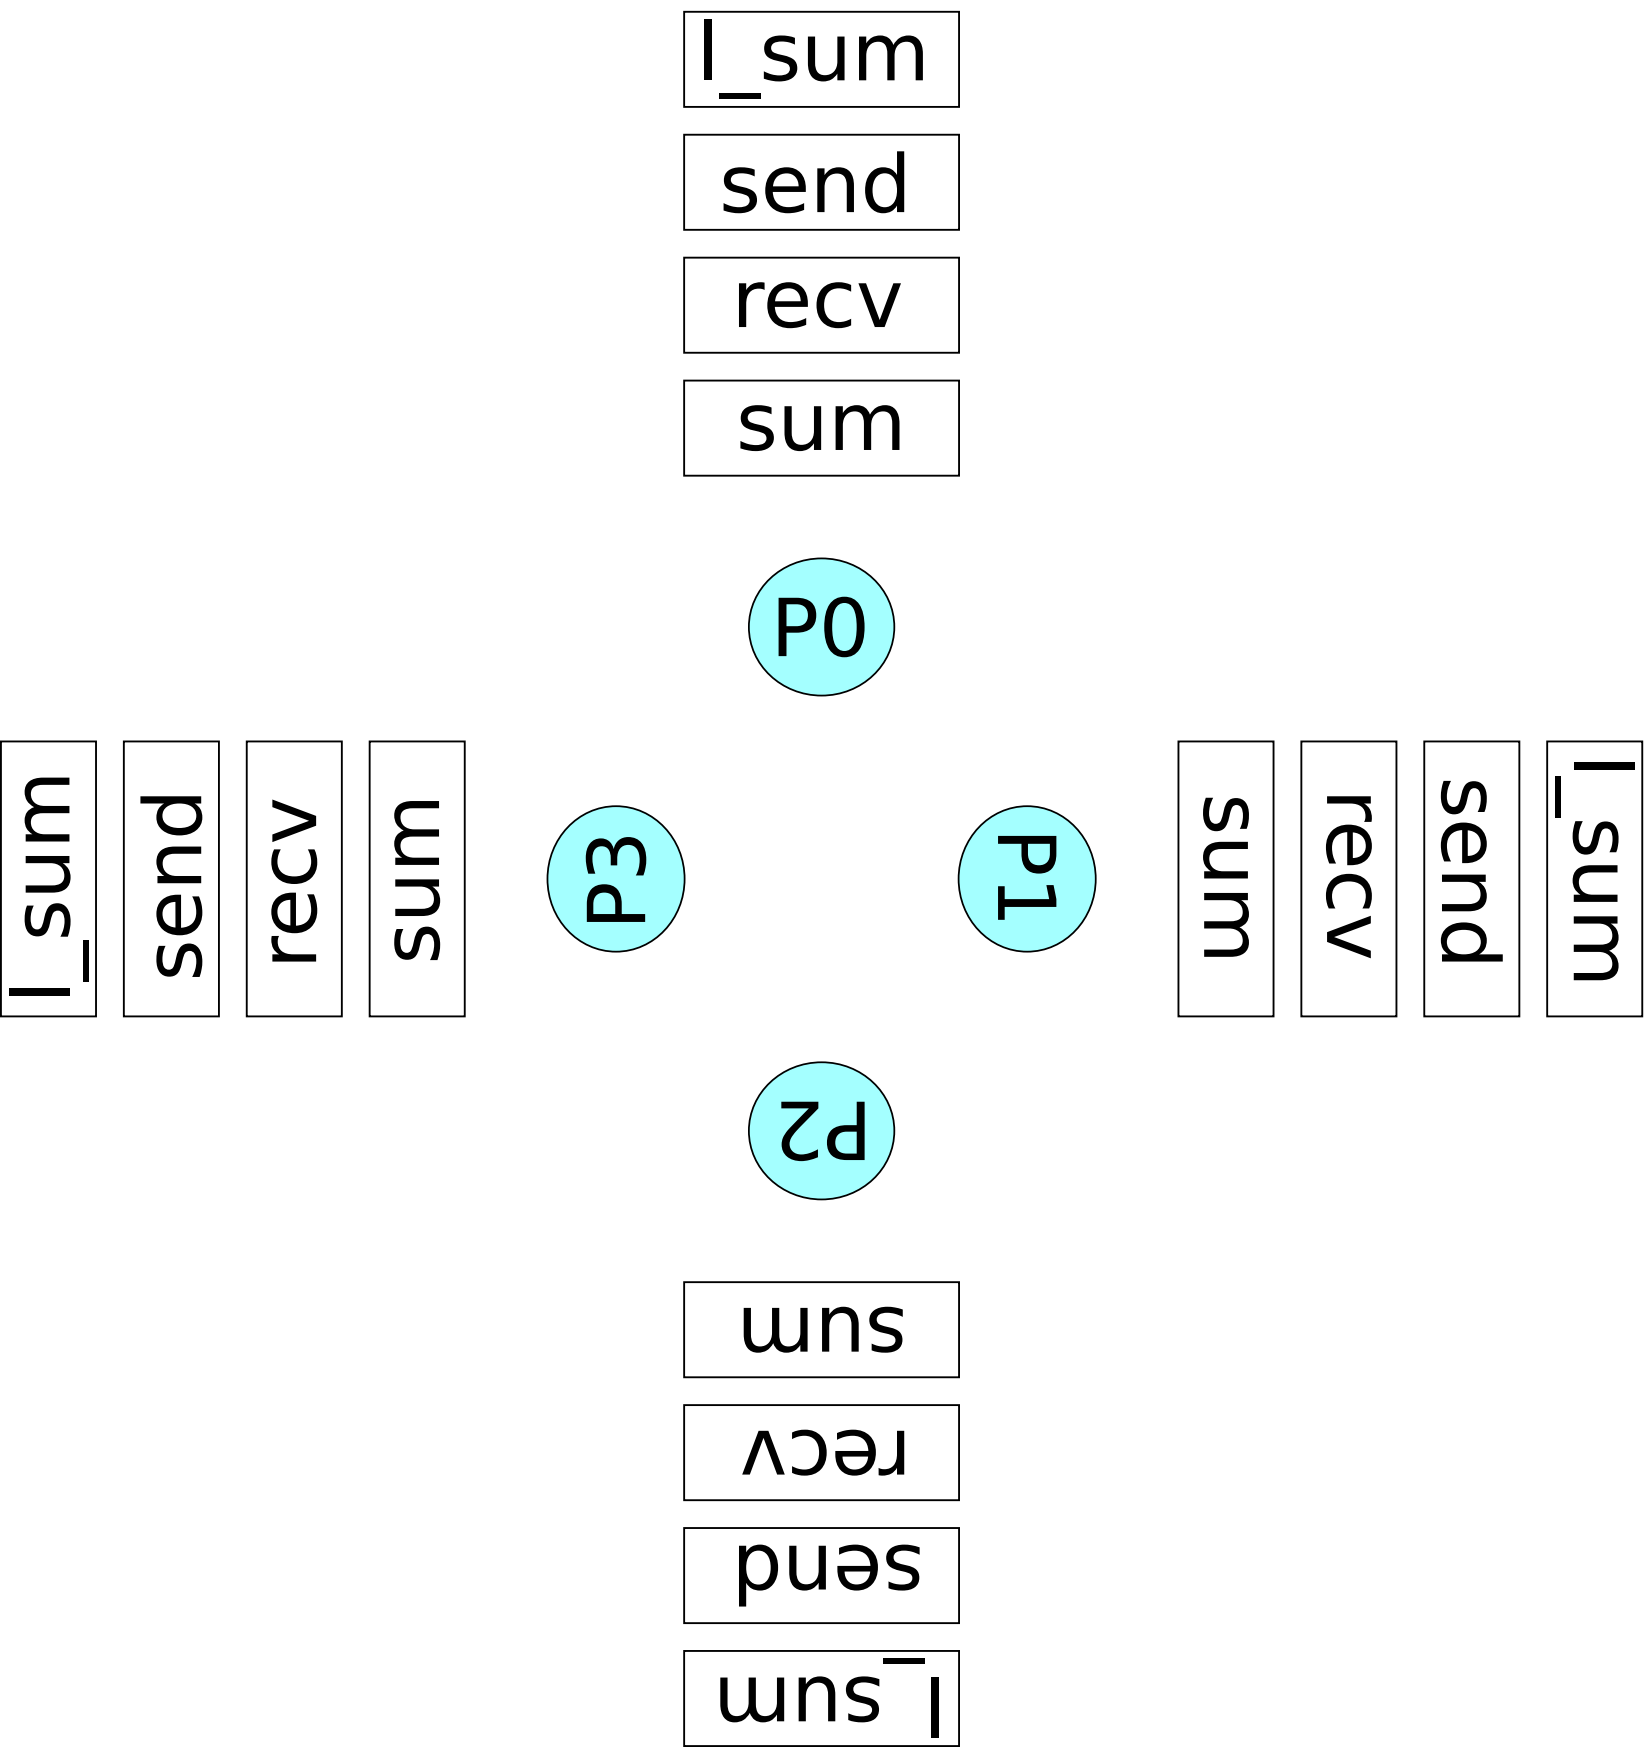 l_sum
send
recv
sum
P0
l_sum
send
recv
sum
P3
P1
sum
recv
send
l_sum
P2
sum
recv
send
l_sum